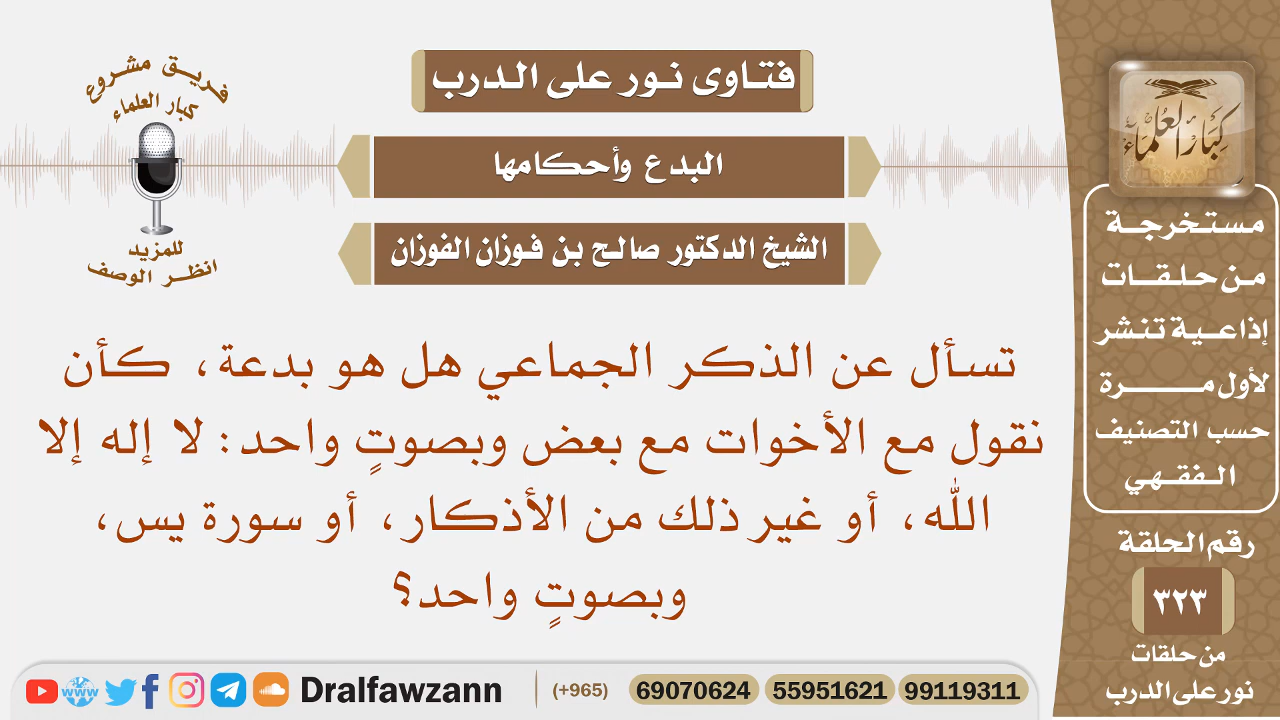 فريق مشروع
كبار العلماء
للمزيد
انظر الوصف
فتاوى نور على الدرب
البدع وأحكامها
الشيخ الدكتور صالح بن فوزان الفوزان
تسأل عن الذكر الجماعي هل هو بدعة، كأن
نقول مع الأخوات مع بعض وبصوتٍ واحد: لا إله إلا
الله، أو غير ذلك من الأذكار، أو سورة يس،
وبصوتٍ واحد؟
كبار العلماء
مستخرجة
من حلقات
إذاعية تنشر
لأول مرة
حسب التصنيف
الفقهي
رقم الحلقة
٣٢٣
من حلقات
نور على الدرب
www
Dralfawzann
(+965)
69070624
55951621
99119311